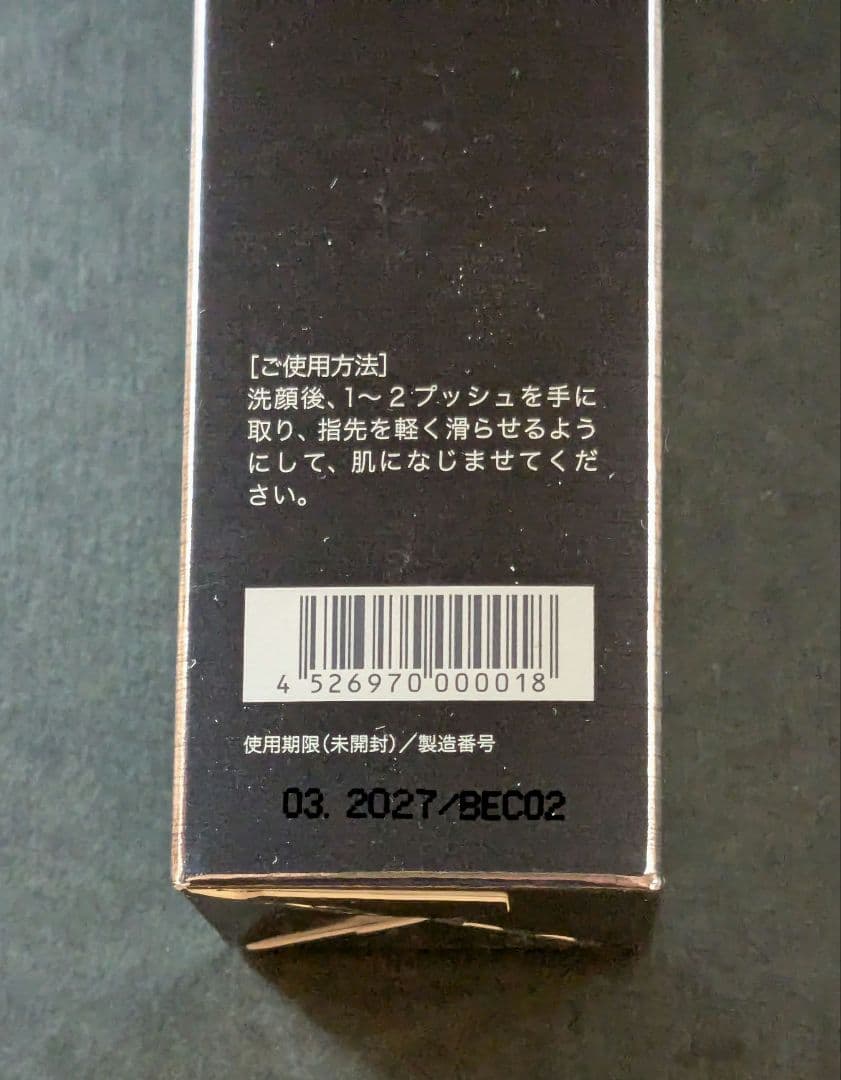 [ご使用方法]
洗顔後、1〜2プッシュを手に
取り、指先を軽く滑らせるよう
にして、肌になじませてくだ
さい。
4 526970 000018
使用期限(未開封)/製造番号
03. 2027/BEC02